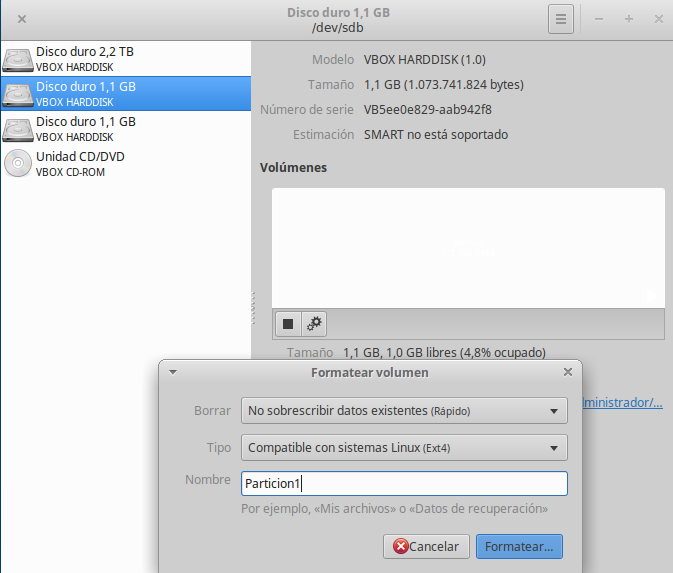 Disco duro 1,1 GB
/dev/sdb
Disco duro 2,2 TB
VBOX HARDDISK
Disco duro 1,1 GB
VBOX HARDDISK
Disco duro 1,1 GB
VBOX HARDDISK
Unidad CD/DVD
VBOX CD-ROM
Modelo VBOX HARDDISK (1.0)
Tamaño 1,1 GB (1.073.741.824 bytes)
Número de serie VB5ee0e829-aab942f8
Estimación SMART no está soportado
Volúmenes
Tamaño 1,1 GB, 1,0 GB libres (4,8% ocupado)
lministrador/...
Formatear volumen
Borrar No sobrescribir datos existentes (Rápido)
Tipo Compatible con sistemas Linux (Ext4)
Nombre Particion1
Por ejemplo, «Mis archivos» o «Datos de recuperación»
Cancelar Formatear...